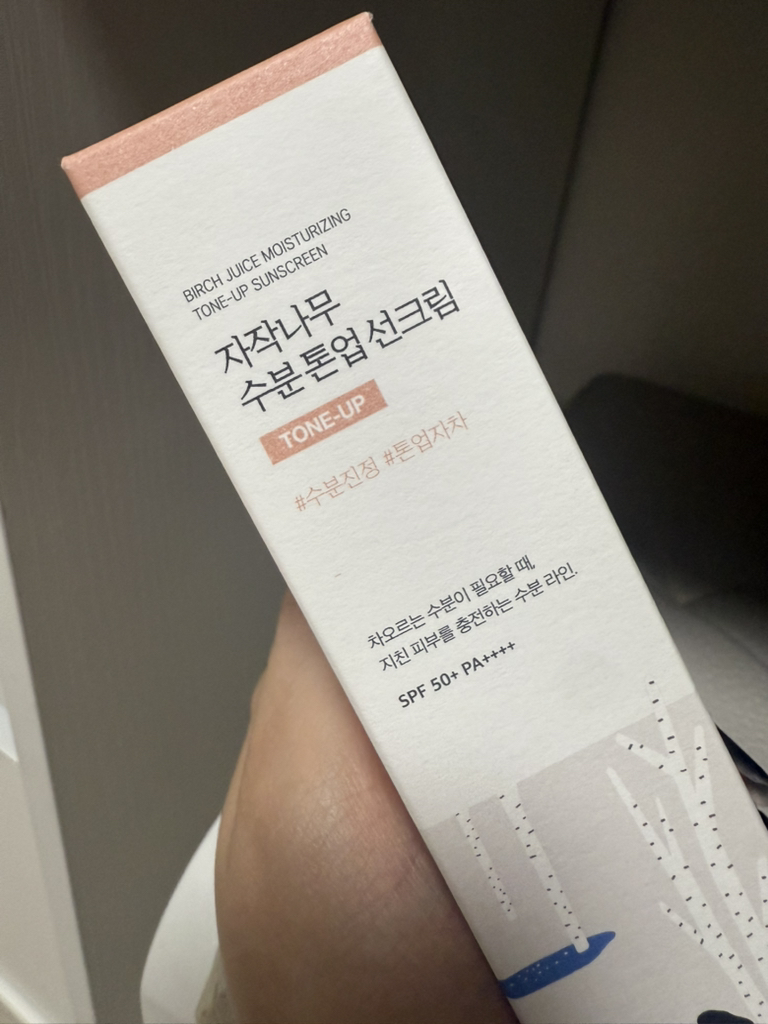 BIRCH JUICE MOISTURIZING
TONE-UP SUNSCREEN
자작나무
수분 톤업 선크림
TONE-UP
#수분진정 #톤업자차
차오르는 수분이 필요할 때,
지친 피부를 충전하는 수분 라인.
SPF 50+ PA++++